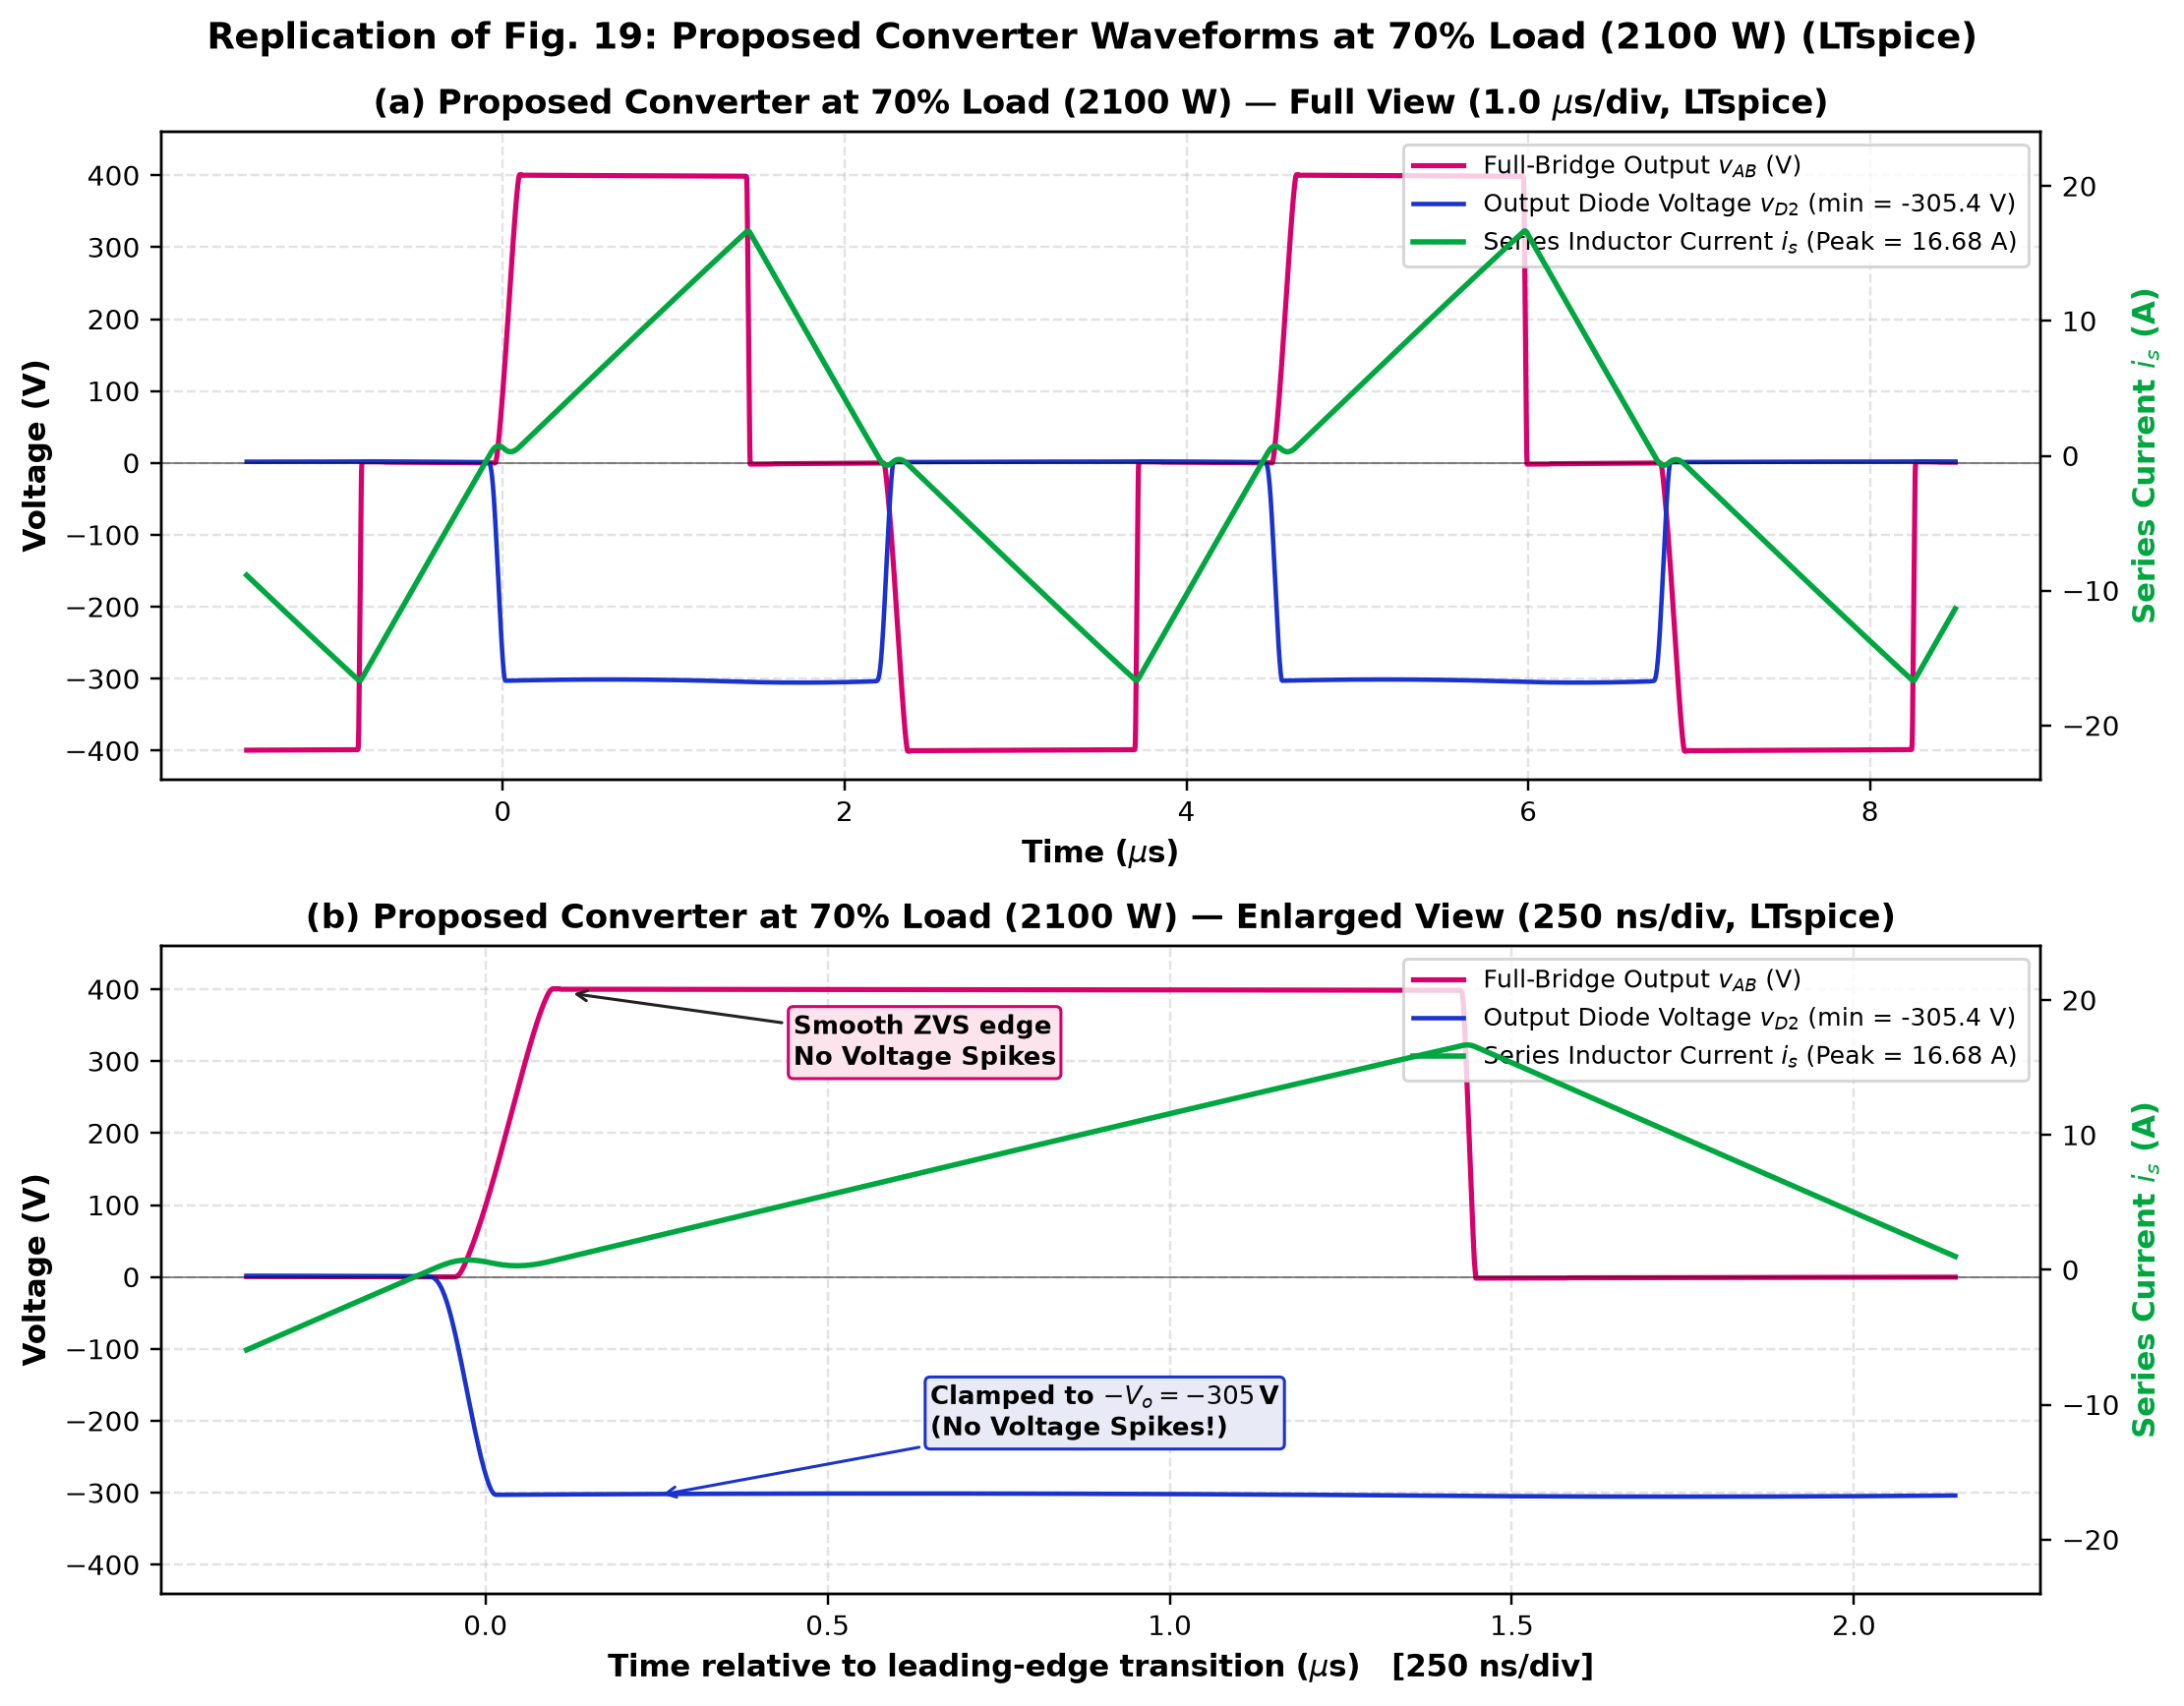 Replication of Fig. 19: Proposed Converter Waveforms at 70% Load (2100 W) (LTspice)
(a) Proposed Converter at 70% Load (2100 W) — Full View (1.0 μs/div, LTspice)
Full-Bridge Output v_AB (V)
Output Diode Voltage v_D2 (min = -305.4 V)
Series Inductor Current i_s (Peak = 16.68 A)
Voltage (V)
400
300
200
100
0
−100
−200
−300
−400
20
10
0
−10
−20
Series Current i_s (A)
0 2 4 6 8
Time (μs)
(b) Proposed Converter at 70% Load (2100 W) — Enlarged View (250 ns/div, LTspice)
Full-Bridge Output v_AB (V)
Output Diode Voltage v_D2 (min = -305.4 V)
Series Inductor Current i_s (Peak = 16.68 A)
Smooth ZVS edge
No Voltage Spikes
Clamped to −V_o = −305 V
(No Voltage Spikes!)
Voltage (V)
400
300
200
100
0
−100
−200
−300
−400
20
10
0
−10
−20
Series Current i_s (A)
0.0 0.5 1.0 1.5 2.0
Time relative to leading-edge transition (μs) [250 ns/div]